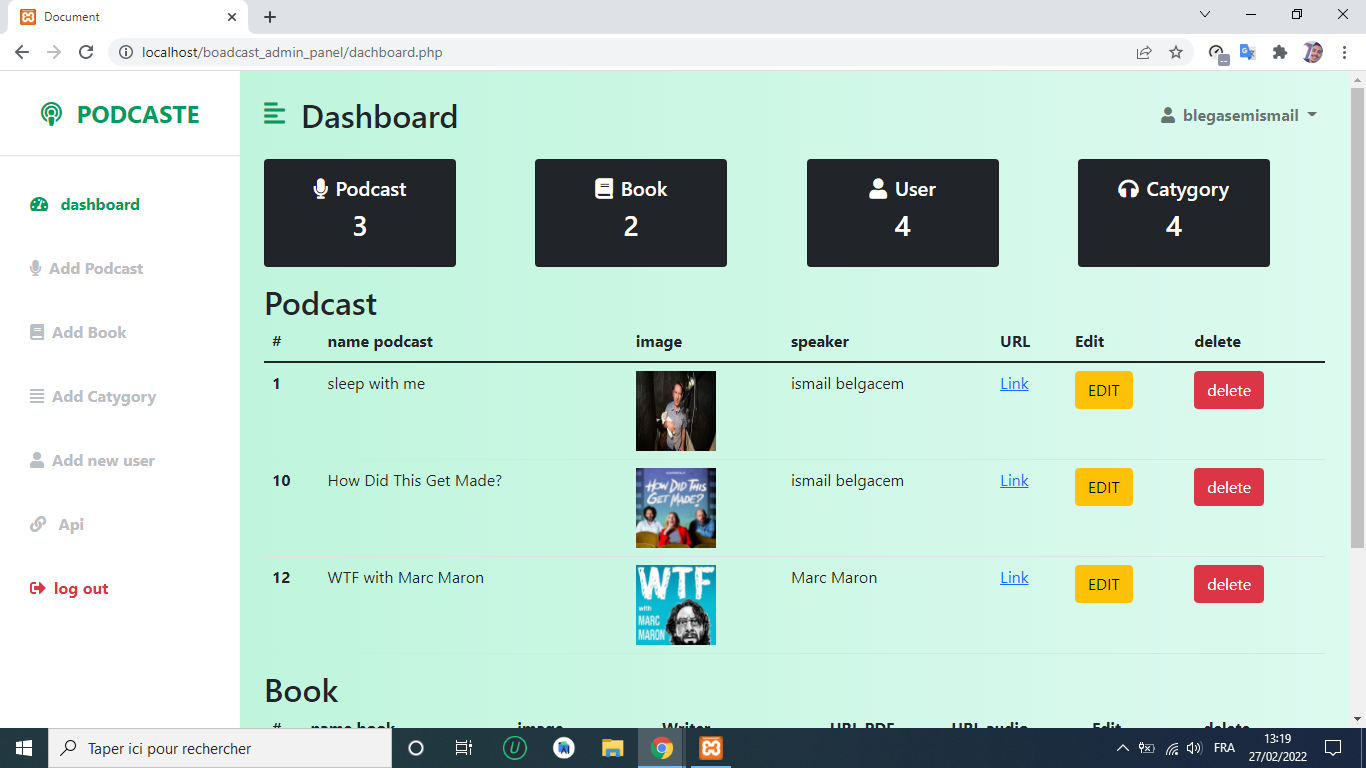 Document
localhost/boadcast_admin_panel/dachboard.php
PODCASTE
Dashboard
blegasemismail
dashboard
Add Podcast
Add Book
Add Catygory
Add new user
Api
log out
Podcast
3
Book
2
User
4
Catygory
4
Podcast
# name podcast image speaker URL Edit delete
1 sleep with me ismail belgacem Link EDIT delete
10 How Did This Get Made? HOW DID THIS GET MADE? ismail belgacem Link EDIT delete
12 WTF with Marc Maron WTF with MARC MARON Marc Maron Link EDIT delete
Book
# name book image Writer URL PDF URL audio Edit delete
Taper ici pour rechercher
FRA
13:19
27/02/2022